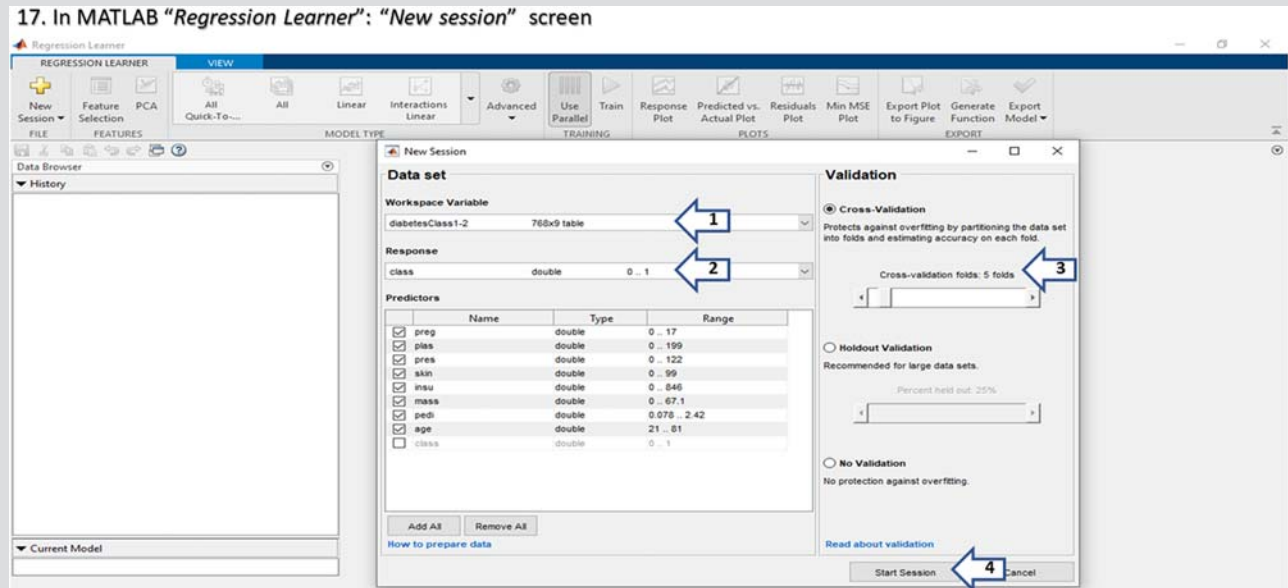 17. In MATLAB “Regression Learner”: “New session” screen
Regression Learner
REGRESSION LEARNER VIEW
New Session Feature Selection PCA All Quick-To-... All Linear Interactions Linear Advanced Use Parallel Train Response Plot Predicted vs. Actual Plot Residuals Plot Min MSE Plot Export Plot to Figure Generate Function Export Model
FILE FEATURES MODEL TYPE TRAINING PLOTS EXPORT
Data Browser
History
Current Model
New Session
Data set
Workspace Variable
diabetesClass1-2 768x9 table 1
Response
class double 0 .. 1 2
Predictors
Name Type Range
preg double 0 .. 17
plas double 0 .. 199
pres double 0 .. 122
skin double 0 .. 99
insu double 0 .. 846
mass double 0 .. 67.1
pedi double 0.078 .. 2.42
age double 21 .. 81
class double 0 .. 1
Add All Remove All
How to prepare data
Validation
Cross-Validation
Protects against overfitting by partitioning the data set
into folds and estimating accuracy on each fold.
Cross-validation folds: 5 folds 3
Holdout Validation
Recommended for large data sets.
Percent held out: 25%
No Validation
No protection against overfitting.
Read about validation
Start Session 4 Cancel